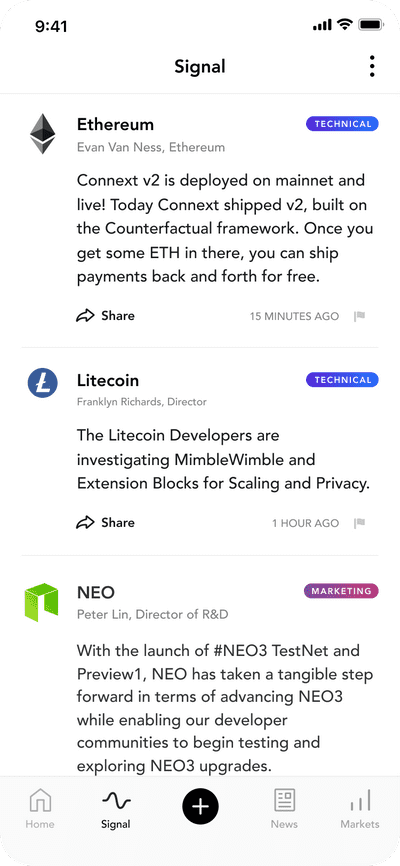 9:41
Signal
Ethereum
TECHNICAL
Evan Van Ness, Ethereum
Connext v2 is deployed on mainnet and
live! Today Connext shipped v2, built on
the Counterfactual framework. Once you
get some ETH in there, you can ship
payments back and forth for free.
Share
15 MINUTES AGO
Litecoin
TECHNICAL
Franklyn Richards, Director
The Litecoin Developers are
investigating MimbleWimble and
Extension Blocks for Scaling and Privacy.
Share
1 HOUR AGO
NEO
MARKETING
Peter Lin, Director of R&D
With the launch of #NEO3 TestNet and
Preview1, NEO has taken a tangible step
forward in terms of advancing NEO3
while enabling our developer
communities to begin testing and
exploring NEO3 upgrades.
Home
Signal
News
Markets